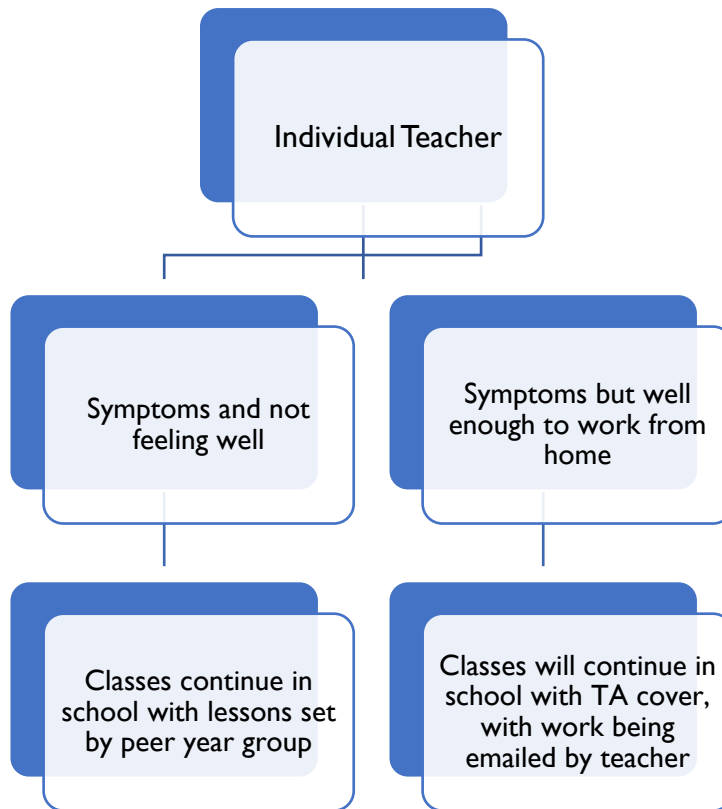 Individual Teacher
Symptoms and not
feeling well
Symptoms but well
enough to work from
home
Classes continue in
school with lessons set
by peer year group
Classes will continue in
school with TA cover,
with work being
emailed by teacher